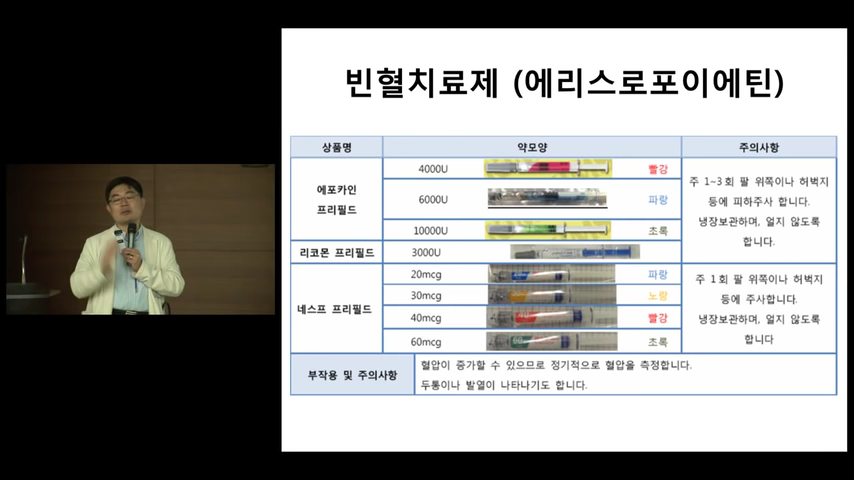 빈혈치료제 (에리스로포이에틴)
상품명 약모양 주의사항
에포카인
프리필드
4000U 빨강
6000U 파랑
10000U 초록
주 1-3회 팔 위쪽이나 허벅지
등에 피하주사 합니다.
냉장보관하며, 얼지 않도록
합니다.
리코몬 프리필드 3000U
네스프 프리필드
20mcg 파랑
30mcg 노랑
40mcg 빨강
60mcg 초록
주 1회 팔 위쪽이나 허벅지
등에 주사합니다.
냉장보관하며, 얼지 않도록
합니다
부작용 및 주의사항
혈압이 증가할 수 있으므로 정기적으로 혈압을 측정합니다.
두통이나 발열이 나타나기도 합니다.